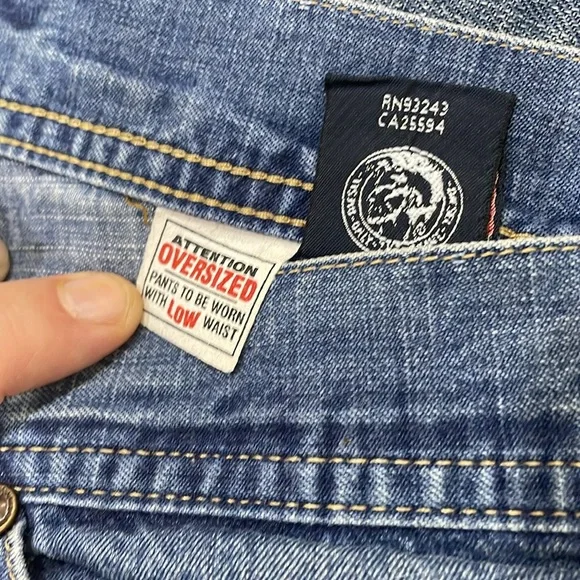 RN93243
CA25594
ATTENTION
OVERSIZED
PANTS TO BE WORN
WITH LOW WAIST